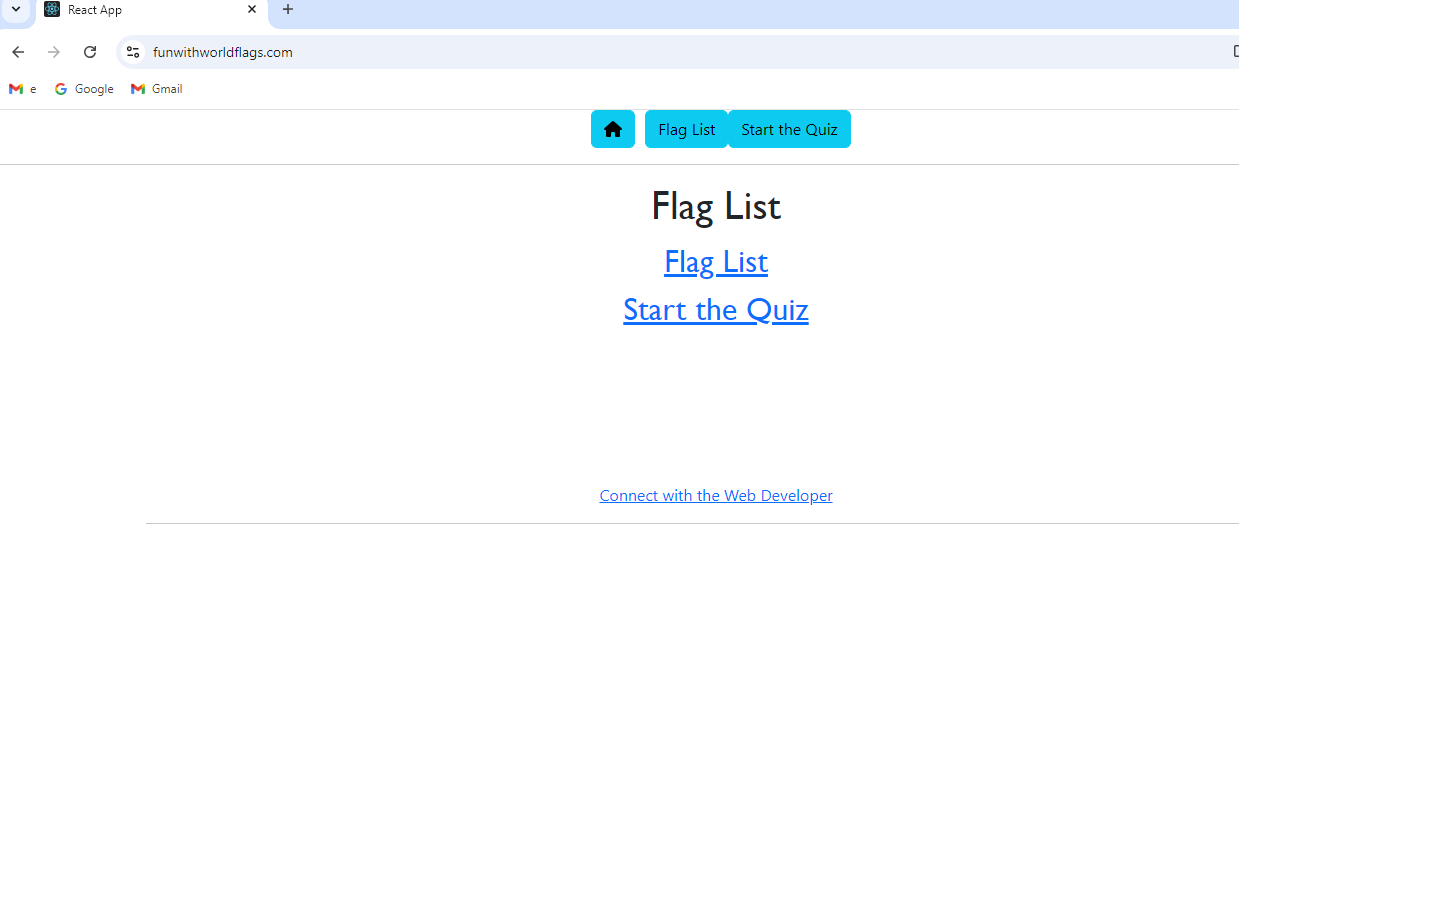 React App
funwithworldflags.com
e Google Gmail
Flag List Start the Quiz
Flag List
Flag List
Start the Quiz
Connect with the Web Developer